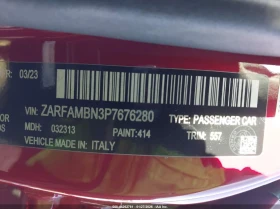 03/23
VIN: ZARFAMBN3P7676280
TYPE: PASSENGER CAR
MDH: 032313
PAINT: 414
TRIM: 557
VEHICLE MADE IN: ITALY